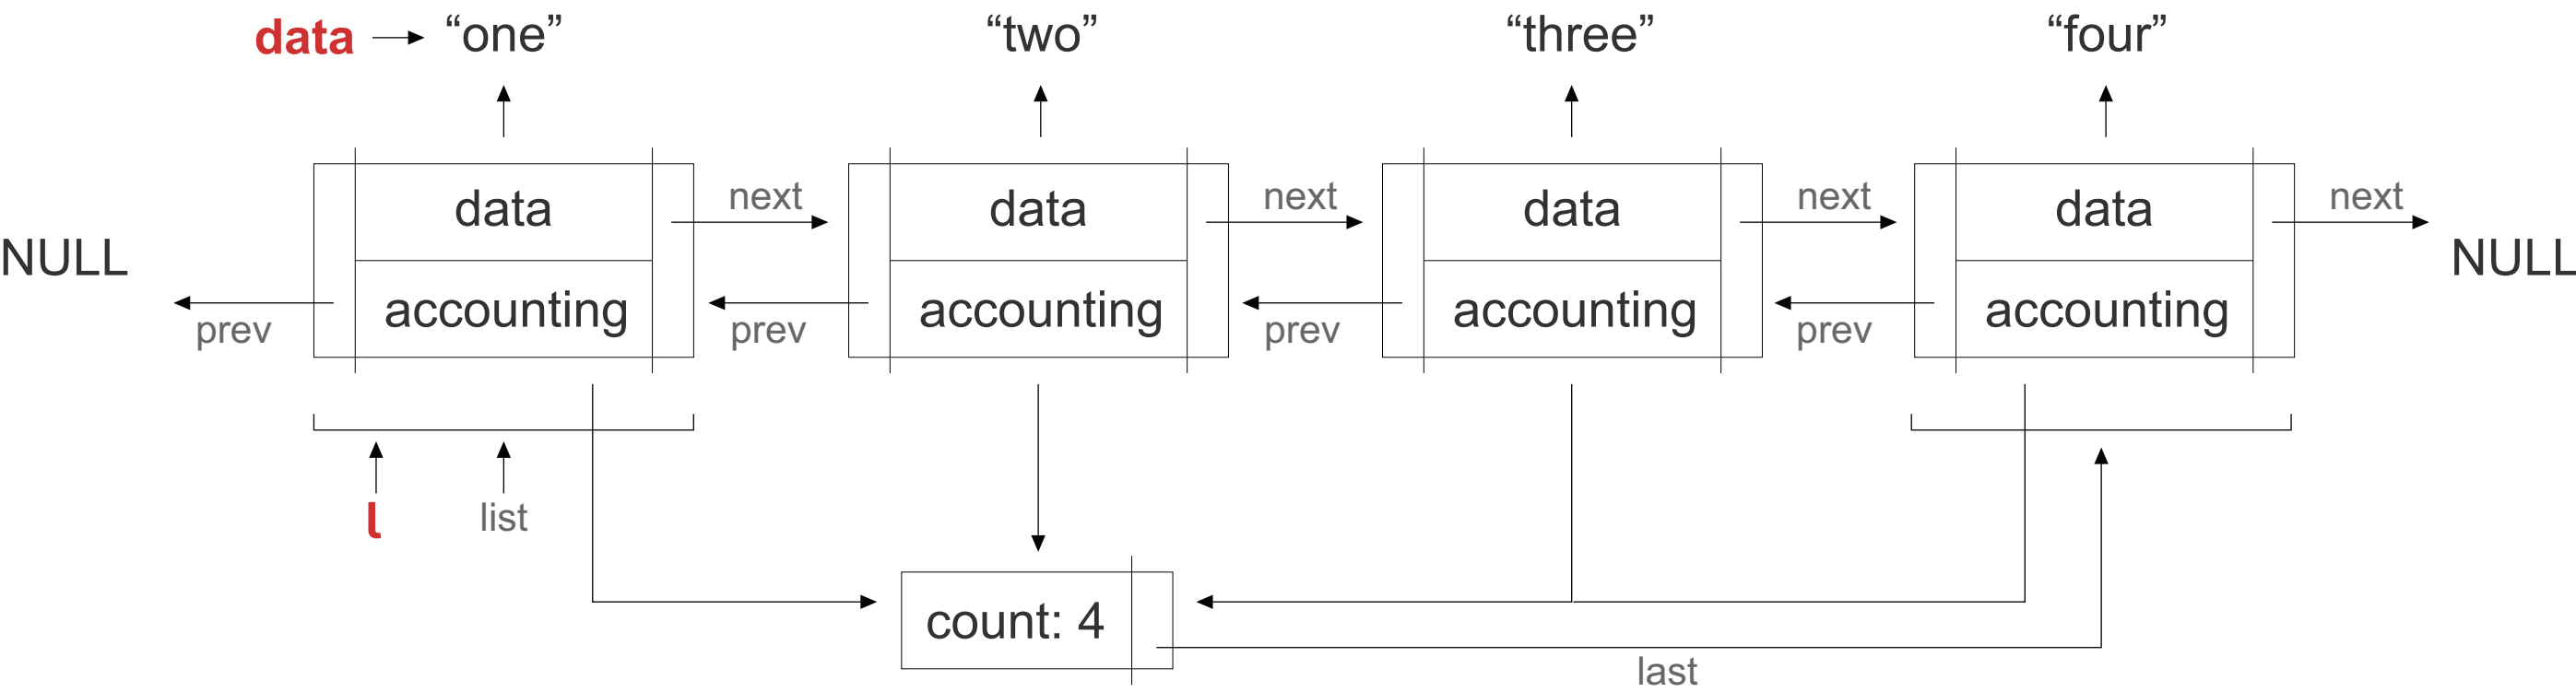 data “one” “two” “three” “four”
data next data next data next data next
NULL NULL
accounting accounting accounting accounting
prev prev prev prev
l list
count: 4
last